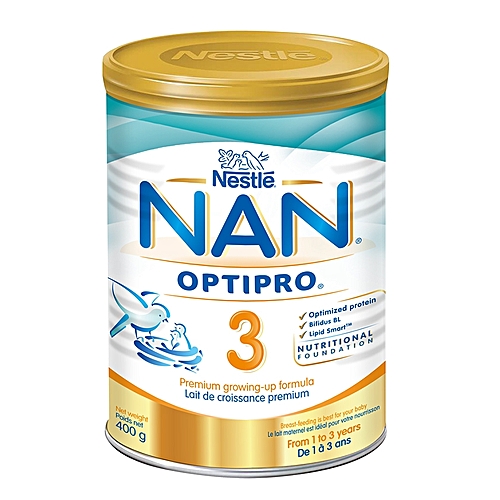 Nestlé
Nestlé®
NAN®
OPTIPRO®
3
✓ Optimized protein
✓ Bifidus BL
✓ Lipid Smart™
NUTRITIONAL
FOUNDATION
Premium growing-up formula
Lait de croissance premium
Net weight
Poids net
400 g
Breast-feeding is best for your baby
Le lait maternel est idéal pour votre nourrisson
From 1 to 3 years
De 1 à 3 ans